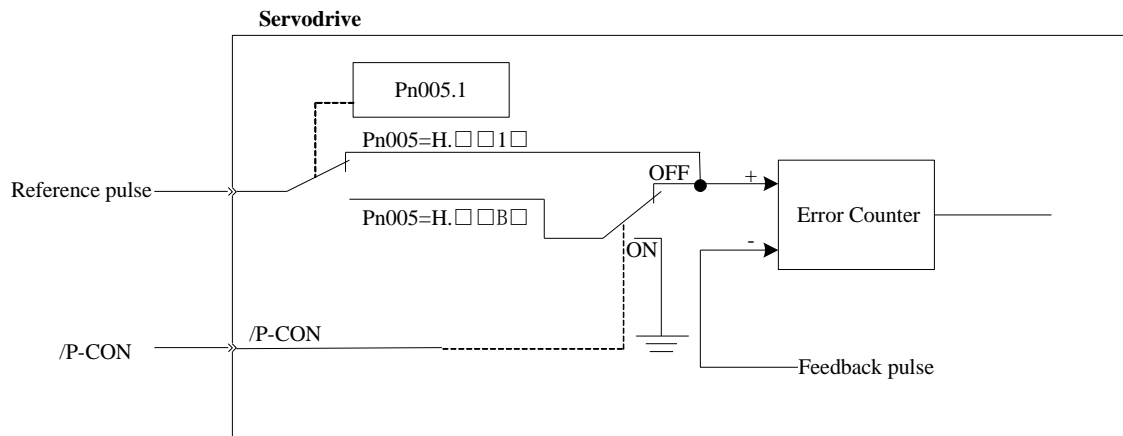 Servodrive
Pn005.1
Pn005=H.□□1□
Reference pulse
OFF
+
Error Counter
Pn005=H.□□B□
ON
-
/P-CON
/P-CON
Feedback pulse